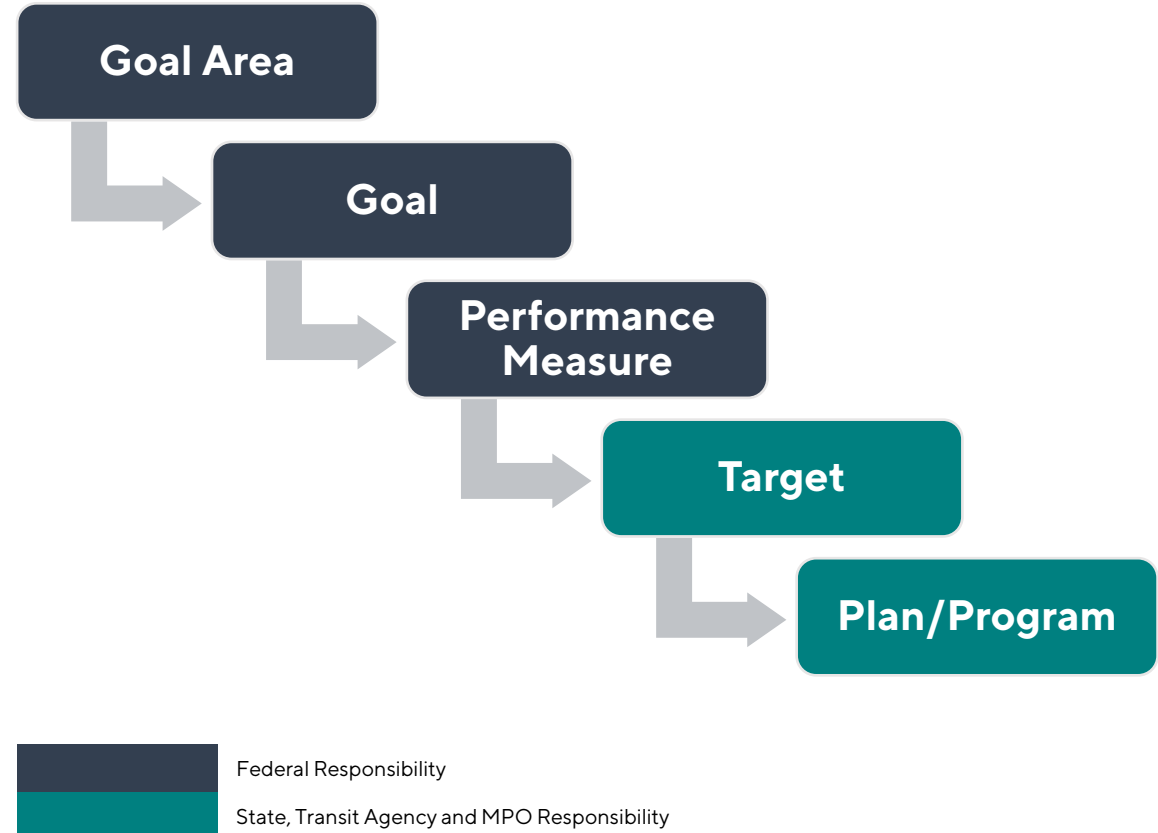 Goal Area
Goal
Performance
Measure
Target
Plan/Program
Federal Responsibility
State, Transit Agency and MPO Responsibility